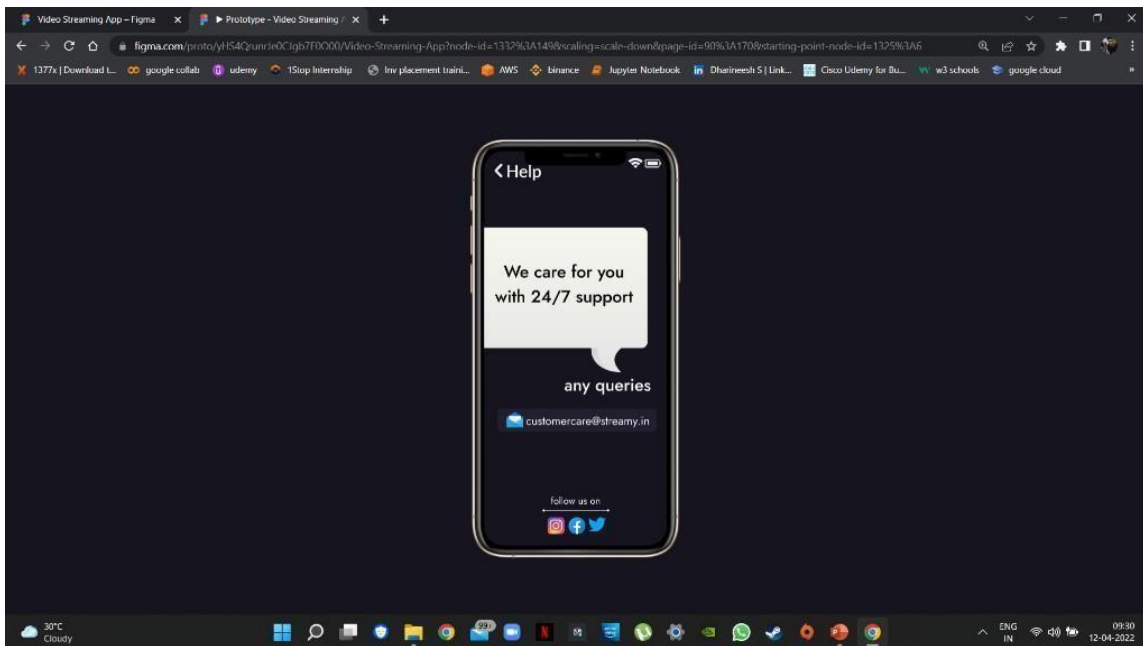 Video Streaming App – Figma
Prototype - Video Streaming /
figma.com/proto/yHS4QrunrJe0CJgb7F0O00/Video-Streaming-App?node-id=1332%3A149&scaling=scale-down&page-id=90%3A170&starting-point-node-id=1325%3A6
1377x | Download t...
google collab
udemy
1Stop Internship
Inv placement traini...
AWS
binance
Jupyter Notebook
Dharineesh S | Link...
Cisco Udemy for Bu...
w3 schools
google cloud
Help
We care for you
with 24/7 support
any queries
customercare@streamy.in
follow us on
30°C
Cloudy
99+
ENG
IN
09:30
12-04-2022